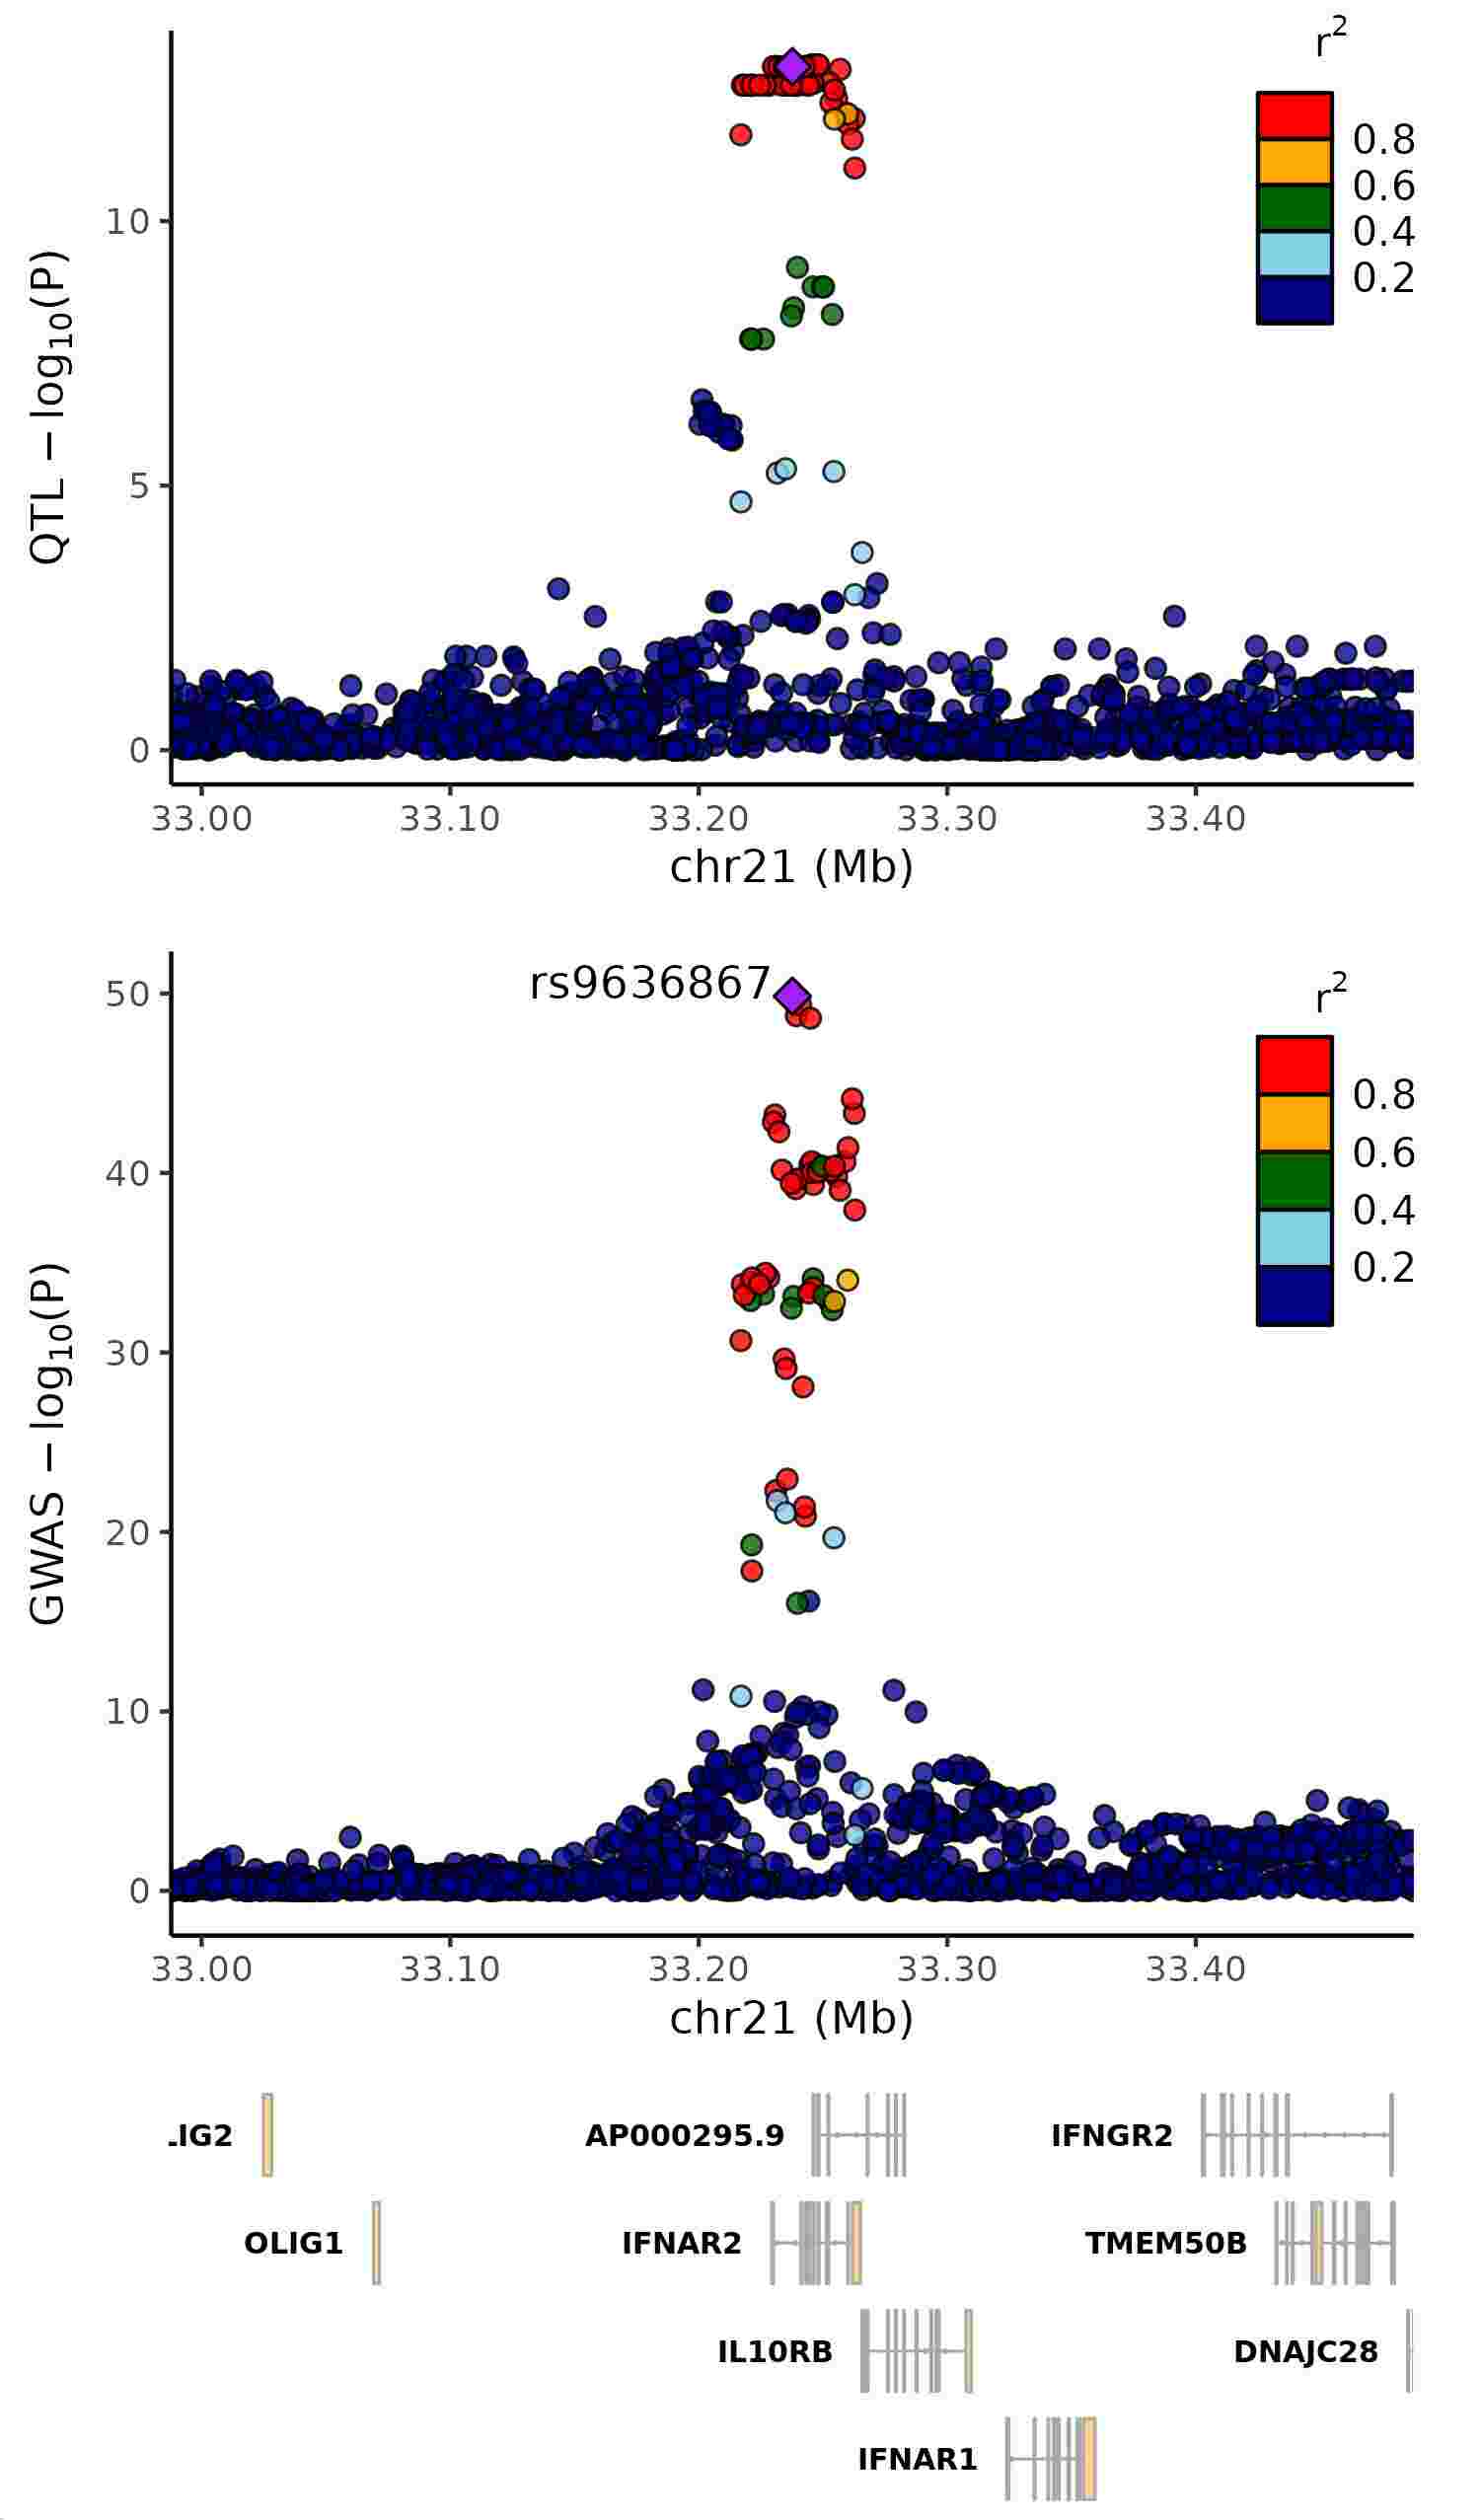 r2
0.8
0.6
0.4
0.2
10
5
0
QTL − log10(P)
33.00 33.10 33.20 33.30 33.40
chr21 (Mb)
rs9636867
r2
0.8
0.6
0.4
0.2
50
40
30
20
10
0
GWAS − log10(P)
33.00 33.10 33.20 33.30 33.40
chr21 (Mb)
.IG2 AP000295.9 IFNGR2
OLIG1 IFNAR2 TMEM50B
IL10RB DNAJC28
IFNAR1